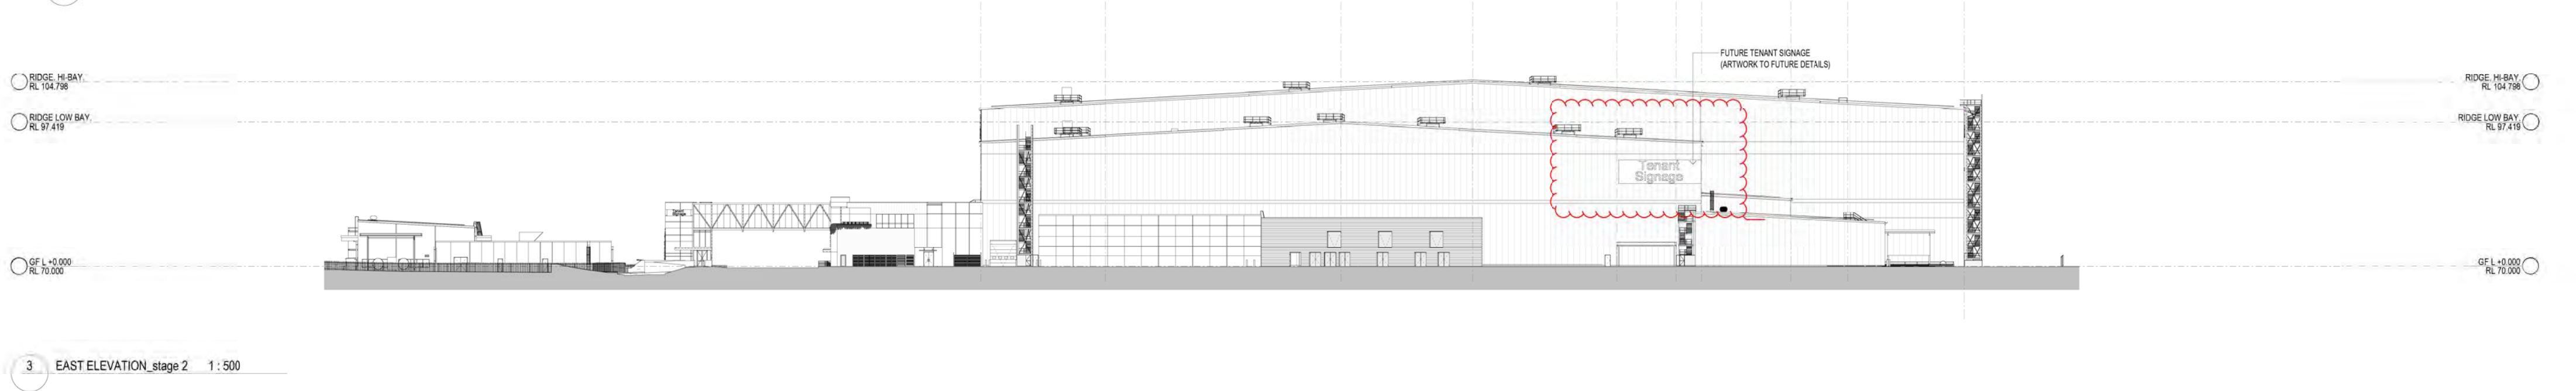 FUTURE TENANT SIGNAGE
(ARTWORK TO FUTURE DETAILS)
RIDGE. HI-BAY.
RL 104.798
RIDGE LOW BAY.
RL 97.419
GF L +0.000
RL 70.000
RIDGE. HI-BAY.
RL 104.798
RIDGE LOW BAY.
RL 97.419
GF L +0.000
RL 70.000
Tenant
Signage
Tenant
Signage
3 EAST ELEVATION_stage 2 1 : 500